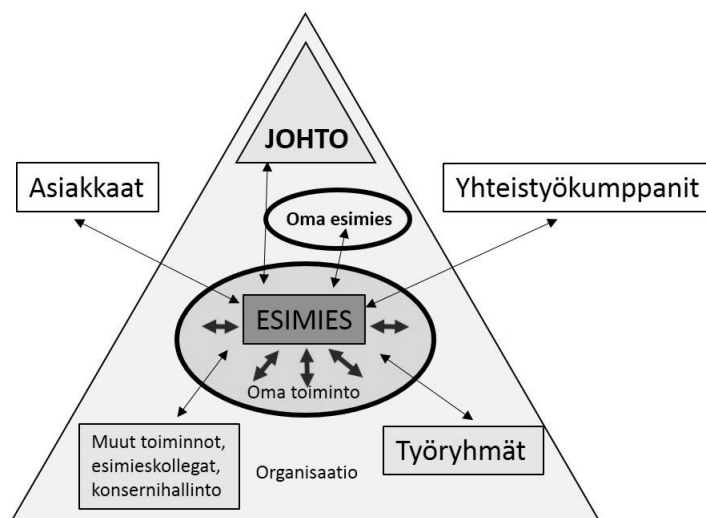 JOHTO
Asiakkaat
Yhteistyökumppanit
Oma esimies
ESIMIES
Oma toiminto
Muut toiminnot,
esimieskollegat,
konsernihallinto
Organisaatio
Työryhmät